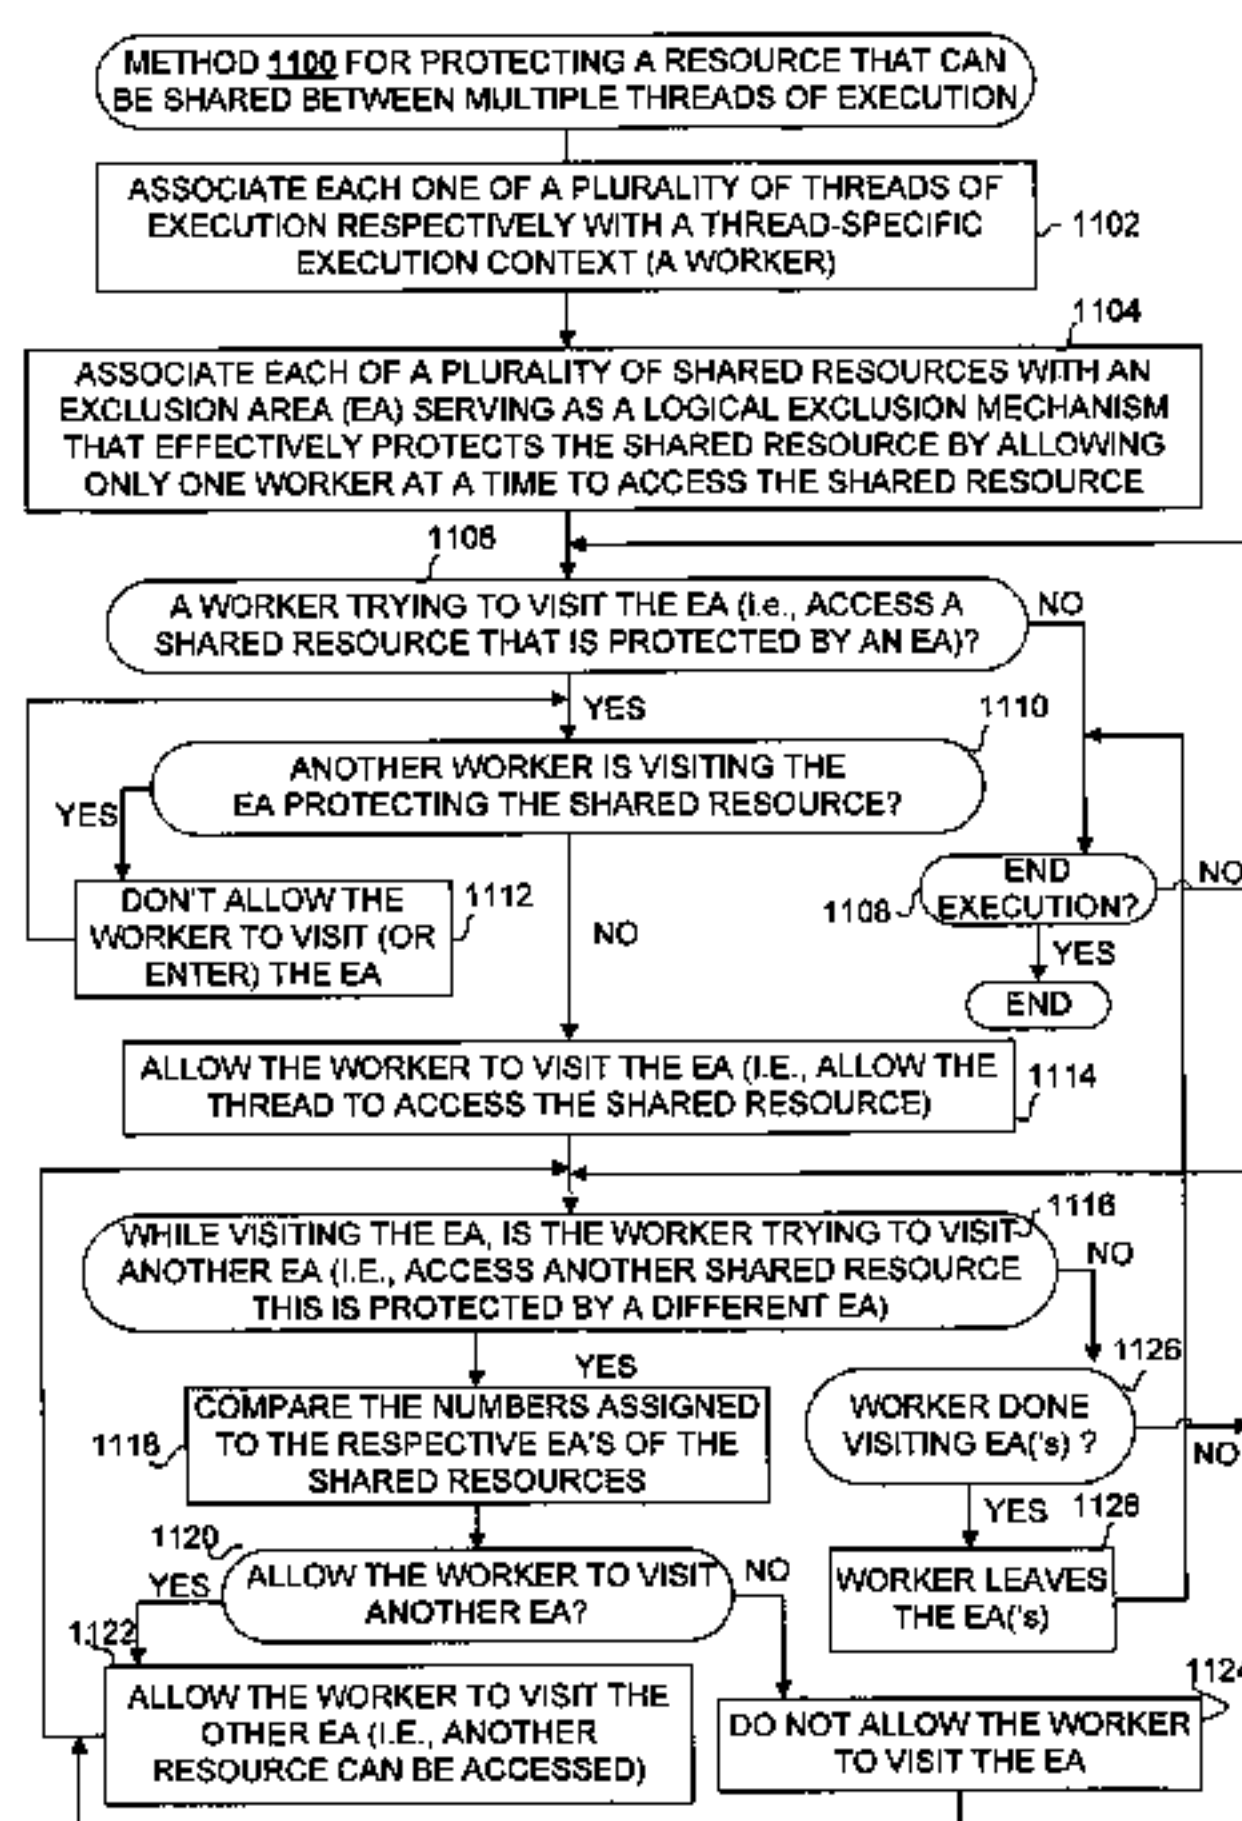 METHOD 1100 FOR PROTECTING A RESOURCE THAT CAN
BE SHARED BETWEEN MULTIPLE THREADS OF EXECUTION
ASSOCIATE EACH ONE OF A PLURALITY OF THREADS OF
EXECUTION RESPECTIVELY WITH A THREAD-SPECIFIC
EXECUTION CONTEXT (A WORKER)
1102
1104
ASSOCIATE EACH OF A PLURALITY OF SHARED RESOURCES WITH AN
EXCLUSION AREA (EA) SERVING AS A LOGICAL EXCLUSION MECHANISM
THAT EFFECTIVELY PROTECTS THE SHARED RESOURCE BY ALLOWING
ONLY ONE WORKER AT A TIME TO ACCESS THE SHARED RESOURCE
1106
A WORKER TRYING TO VISIT THE EA (i.e., ACCESS A
SHARED RESOURCE THAT IS PROTECTED BY AN EA)?
NO
YES
1110
ANOTHER WORKER IS VISITING THE
EA PROTECTING THE SHARED RESOURCE?
YES
DON'T ALLOW THE
WORKER TO VISIT (OR
ENTER) THE EA
1112
NO
END
EXECUTION?
1108
NO
YES
END
ALLOW THE WORKER TO VISIT THE EA (I.E., ALLOW THE
THREAD TO ACCESS THE SHARED RESOURCE)
1114
1116
WHILE VISITING THE EA, IS THE WORKER TRYING TO VISIT
ANOTHER EA (I.E., ACCESS ANOTHER SHARED RESOURCE
THIS IS PROTECTED BY A DIFFERENT EA)
NO
YES
1126
COMPARE THE NUMBERS ASSIGNED
TO THE RESPECTIVE EA'S OF THE
SHARED RESOURCES
1118
WORKER DONE
VISITING EA('s) ?
NO
YES
1128
WORKER LEAVES
THE EA('s)
1120
ALLOW THE WORKER TO VISIT
ANOTHER EA?
YES
NO
1122
ALLOW THE WORKER TO VISIT THE
OTHER EA (I.E., ANOTHER
RESOURCE CAN BE ACCESSED)
1124
DO NOT ALLOW THE WORKER
TO VISIT THE EA